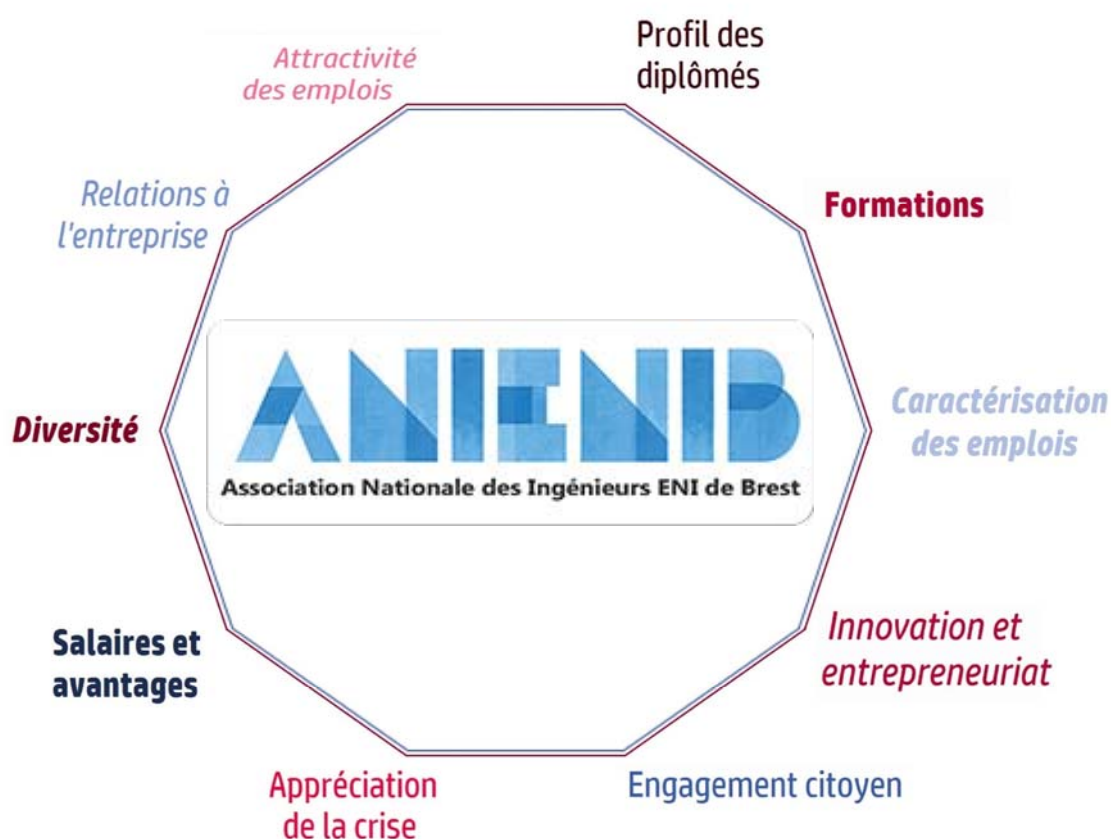 Attractivité
des emplois
Profil des
diplômés
Relations à
l'entreprise
Formations
ANIENIB
Association Nationale des Ingénieurs ENI de Brest
Diversité
Caractérisation
des emplois
Salaires et
avantages
Innovation et
entrepreneuriat
Appréciation
de la crise
Engagement citoyen